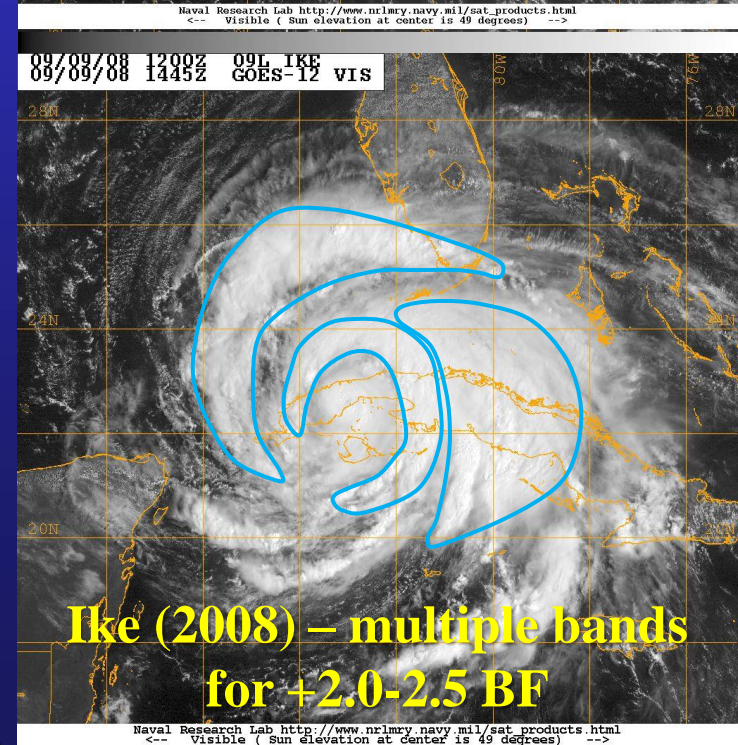 Naval Research Lab http://www.nrlmry.navy.mil/sat_products.html
<-- Visible ( Sun elevation at center is 49 degrees) -->
09/09/08 1200Z 09L IKE
09/09/08 1445Z GOES-12 VIS
80W
76W
28N
28N
24N
24N
20N
20N
Ike (2008) – multiple bands
for +2.0-2.5 BF
Naval Research Lab http://www.nrlmry.navy.mil/sat_products.html
<-- Visible ( Sun elevation at center is 49 degrees) -->